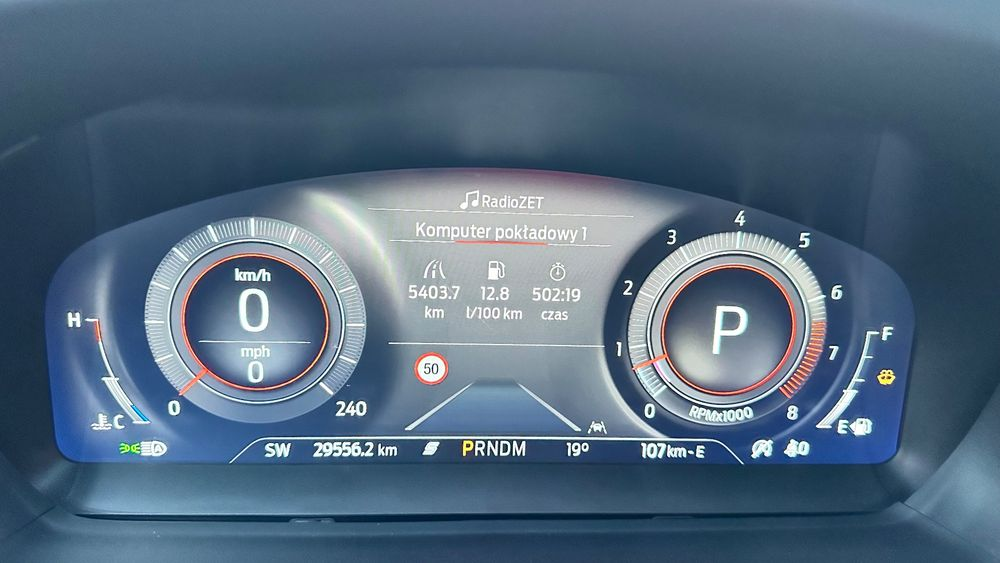 RadioZET
Komputer pokładowy 1
5403.7 12.8 502:19
km l/100 km czas
km/h
0
mph
0
0 240
H
C
50
0 1 2 3 4 5 6 7 8
P
RPMx1000
F
E
A
SW 29556.2 km PRNDM 19° 107km-E